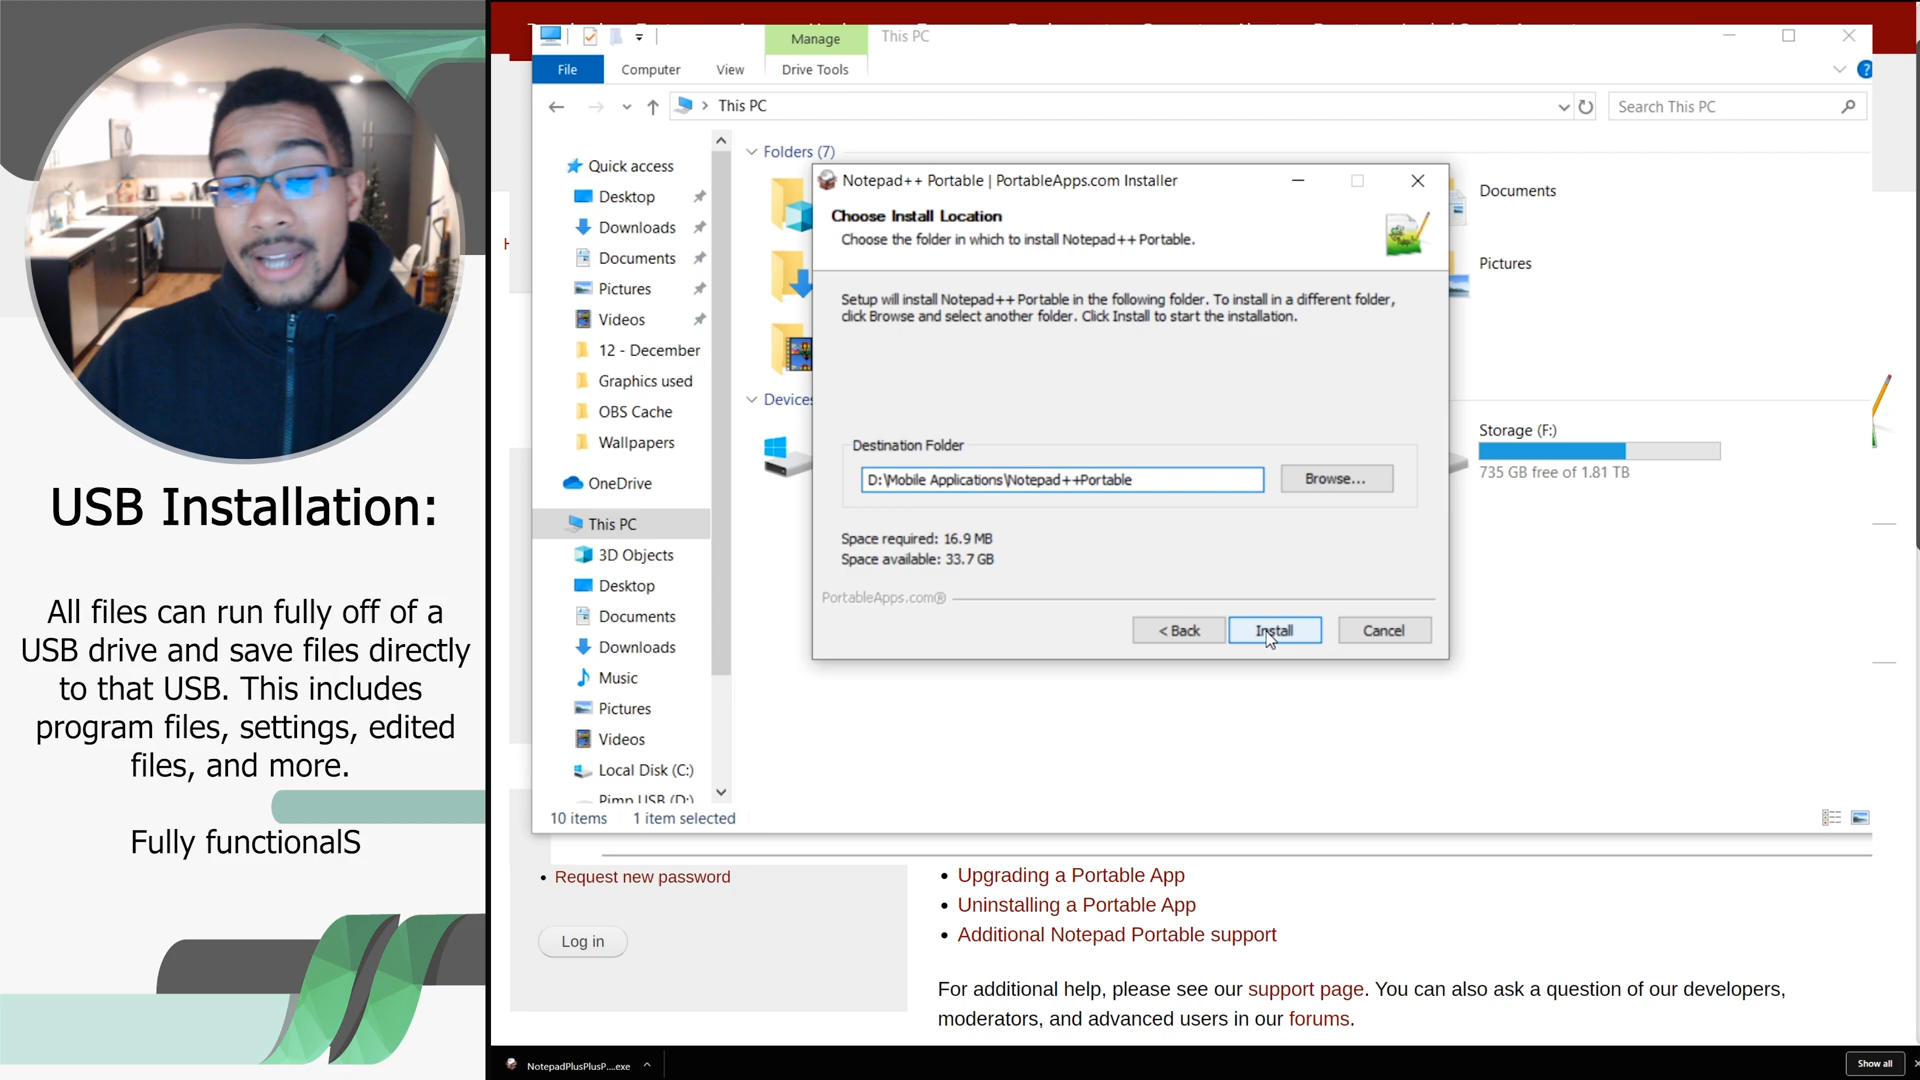 USB Installation:
All files can run fully off of a
USB drive and save files directly
to that USB. This includes
program files, settings, edited
files, and more.
Fully functionalS
Manage
This PC
File
Computer
View
Drive Tools
This PC
Search This PC
Quick access
Desktop
Downloads
Documents
Pictures
Videos
12 - December
Graphics used
OBS Cache
Wallpapers
OneDrive
This PC
3D Objects
Desktop
Documents
Downloads
Music
Pictures
Videos
Local Disk (C:)
Pimp USB (D:)
10 items 1 item selected
Folders (7)
Devices
Documents
Pictures
Storage (F:)
735 GB free of 1.81 TB
Notepad++ Portable | PortableApps.com Installer
Choose Install Location
Choose the folder in which to install Notepad++ Portable.
Setup will install Notepad++ Portable in the following folder. To install in a different folder,
click Browse and select another folder. Click Install to start the installation.
Destination Folder
D:\Mobile Applications\Notepad++Portable
Browse...
Space required: 16.9 MB
Space available: 33.7 GB
PortableApps.com®
< Back
Install
Cancel
Request new password
Log in
Upgrading a Portable App
Uninstalling a Portable App
Additional Notepad Portable support
For additional help, please see our support page. You can also ask a question of our developers,
moderators, and advanced users in our forums.
NotepadPlusPlusP....exe
Show all